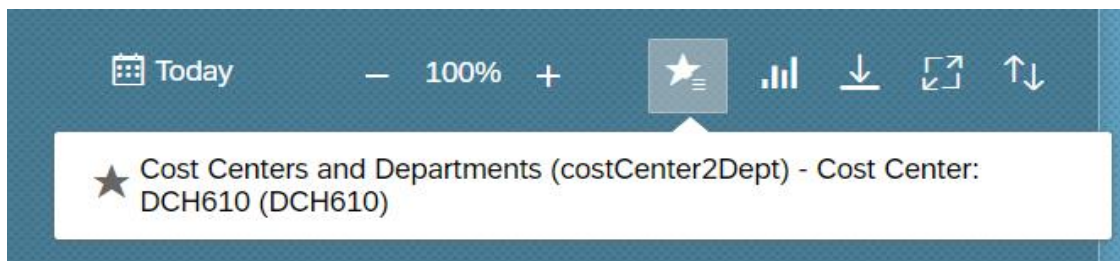 Today − 100% +
Cost Centers and Departments (costCenter2Dept) - Cost Center:
DCH610 (DCH610)